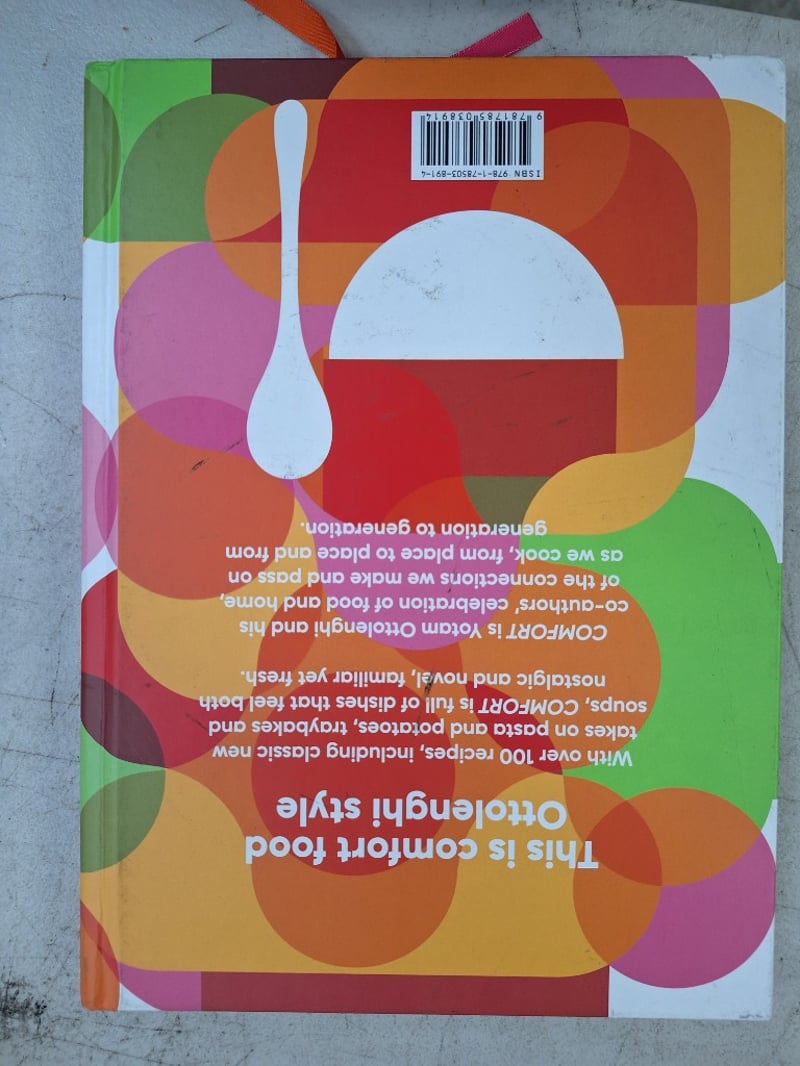 This is comfort food
Ottolenghi style
With over 100 recipes, including classic new
takes on pasta and potatoes, traybakes and
soups, COMFORT is full of dishes that feel both
nostalgic and novel, familiar yet fresh.
COMFORT is Yotam Ottolenghi and his
co-authors’ celebration of food and home,
of the connections we make and pass on
as we cook, from place to place and from
generation to generation.
ISBN 978-1-78503-891-4
9 781785 038914